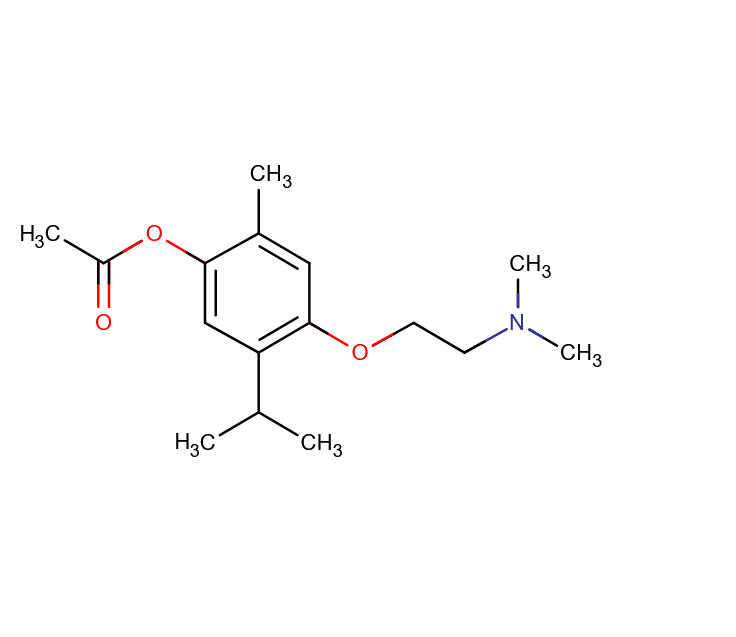 CH₃
H₃C O
CH₃
O N
O CH₃
H₃C CH₃